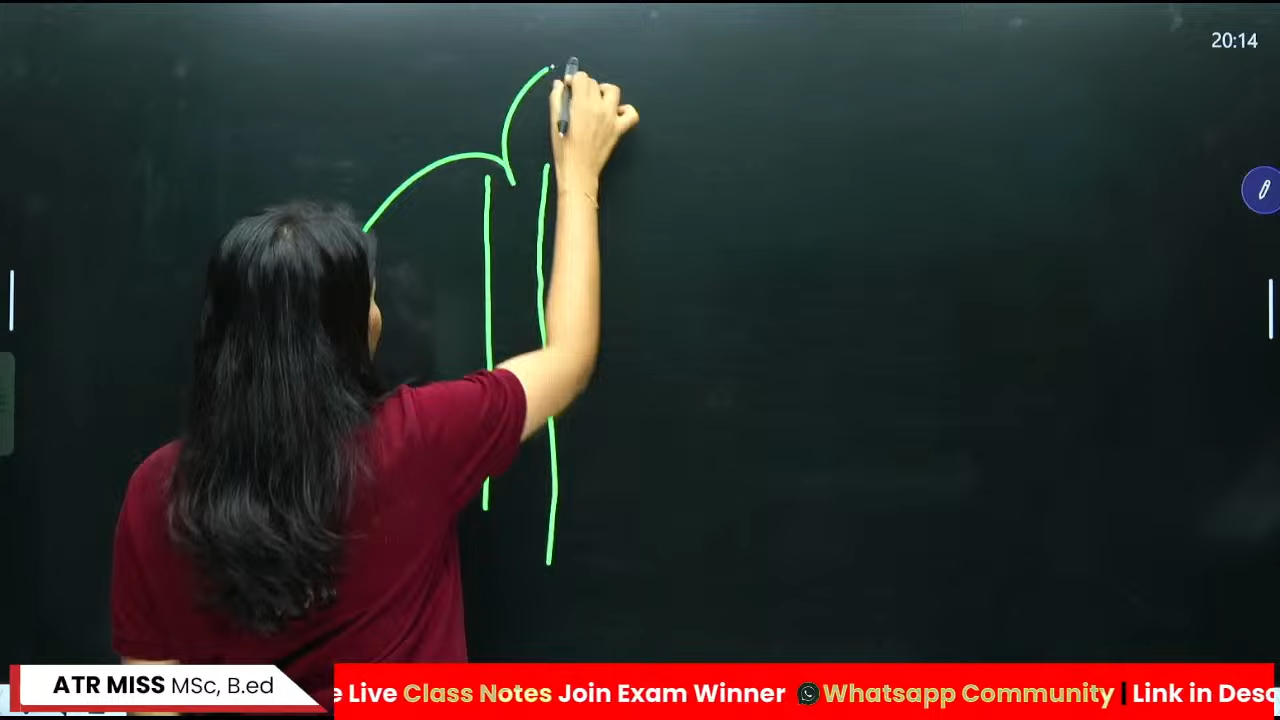 20:14
ATR MISS MSc, B.ed
e Live Class Notes Join Exam Winner Whatsapp Community | Link in Desc